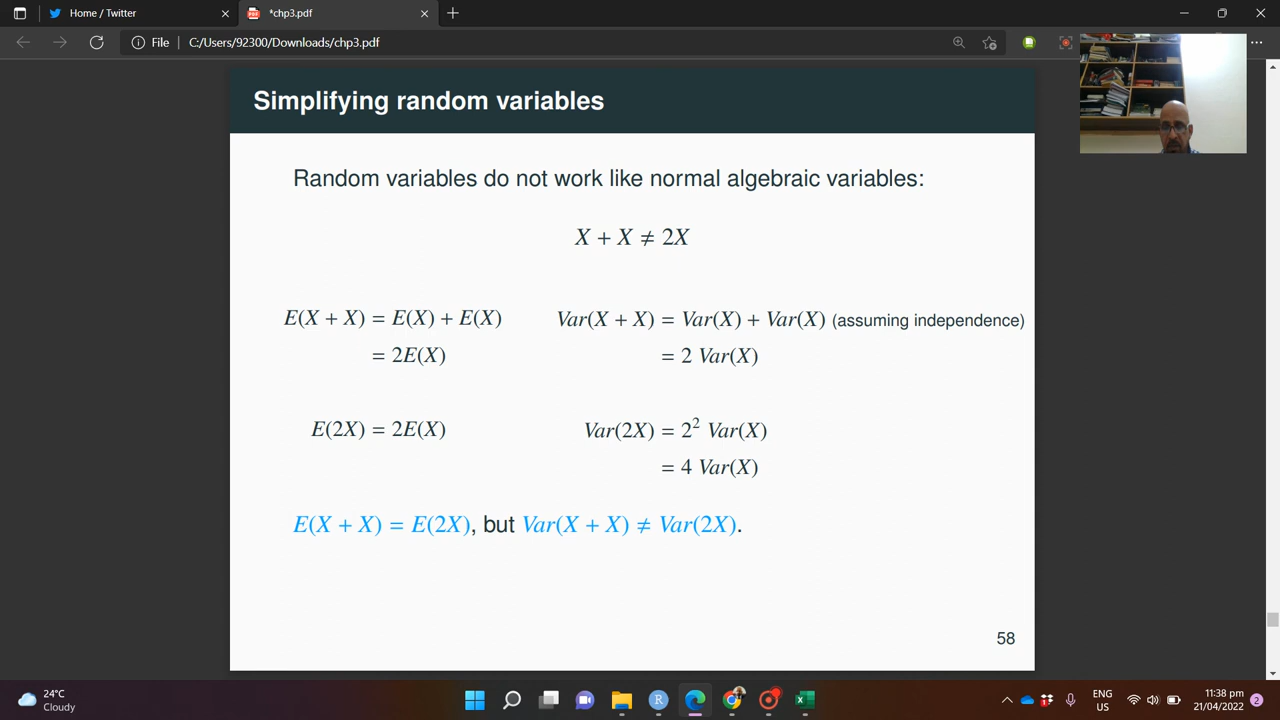 Home / Twitter
*chp3.pdf
File
C:/Users/92300/Downloads/chp3.pdf
Simplifying random variables
Random variables do not work like normal algebraic variables:
X + X ≠ 2X
E(X + X) = E(X) + E(X)
= 2E(X)
Var(X + X) = Var(X) + Var(X) (assuming independence)
= 2 Var(X)
E(2X) = 2E(X)
Var(2X) = 2² Var(X)
= 4 Var(X)
E(X + X) = E(2X), but Var(X + X) ≠ Var(2X).
58
24°C
Cloudy
ENG
US
11:38 pm
21/04/2022
2